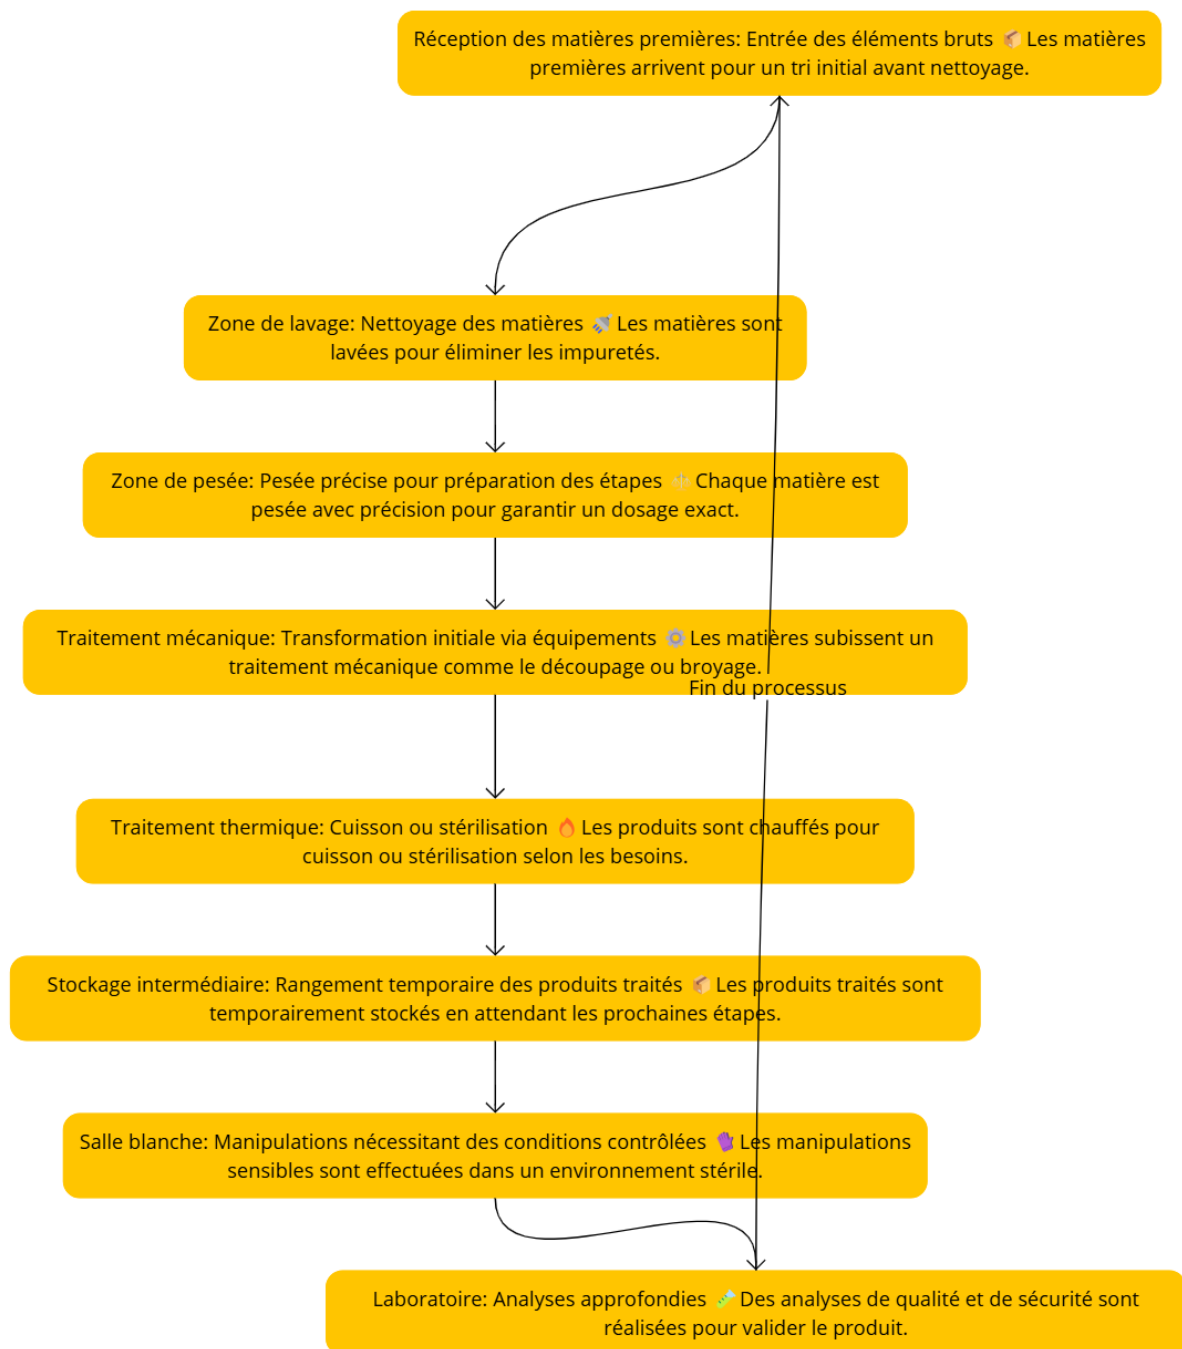 Réception des matières premières: Entrée des éléments bruts 📦 Les matières
premières arrivent pour un tri initial avant nettoyage.
Zone de lavage: Nettoyage des matières 🚿 Les matières sont
lavées pour éliminer les impuretés.
Zone de pesée: Pesée précise pour préparation des étapes ⚖️ Chaque matière est
pesée avec précision pour garantir un dosage exact.
Traitement mécanique: Transformation initiale via équipements ⚙️ Les matières subissent un
traitement mécanique comme le découpage ou broyage.
Fin du processus
Traitement thermique: Cuisson ou stérilisation 🔥 Les produits sont chauffés pour
cuisson ou stérilisation selon les besoins.
Stockage intermédiaire: Rangement temporaire des produits traités 📦 Les produits traités sont
temporairement stockés en attendant les prochaines étapes.
Salle blanche: Manipulations nécessitant des conditions contrôlées 🧤 Les manipulations
sensibles sont effectuées dans un environnement stérile.
Laboratoire: Analyses approfondies 🧪 Des analyses de qualité et de sécurité sont
réalisées pour valider le produit.